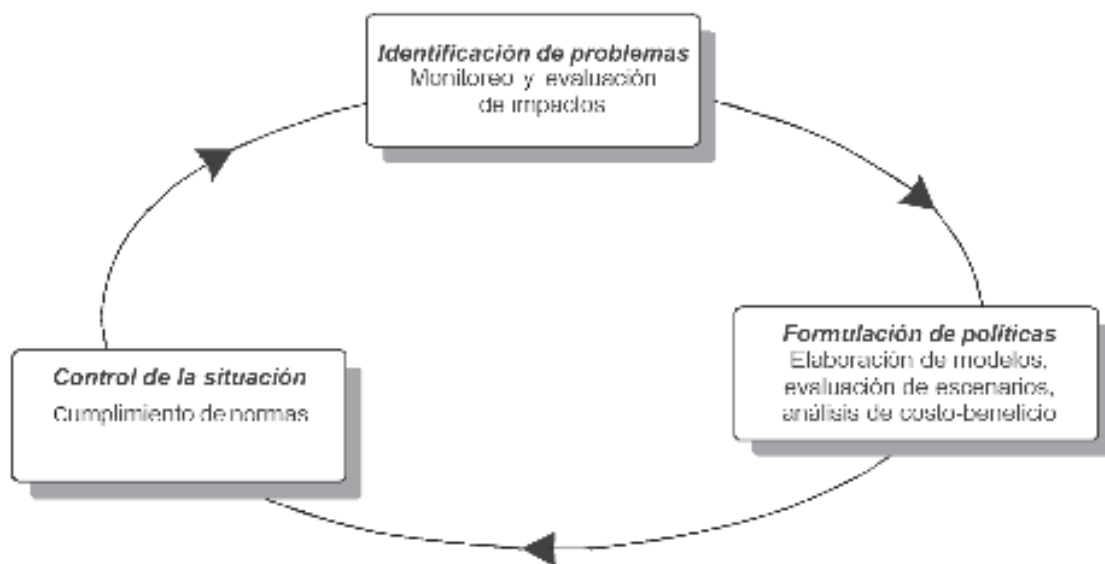 Identificación de problemas
Monitoreo y evaluación
de impactos
Formulación de políticas
Elaboración de modelos,
evaluación de escenarios,
análisis de costo-beneficio
Control de la situación
Cumplimiento de normas